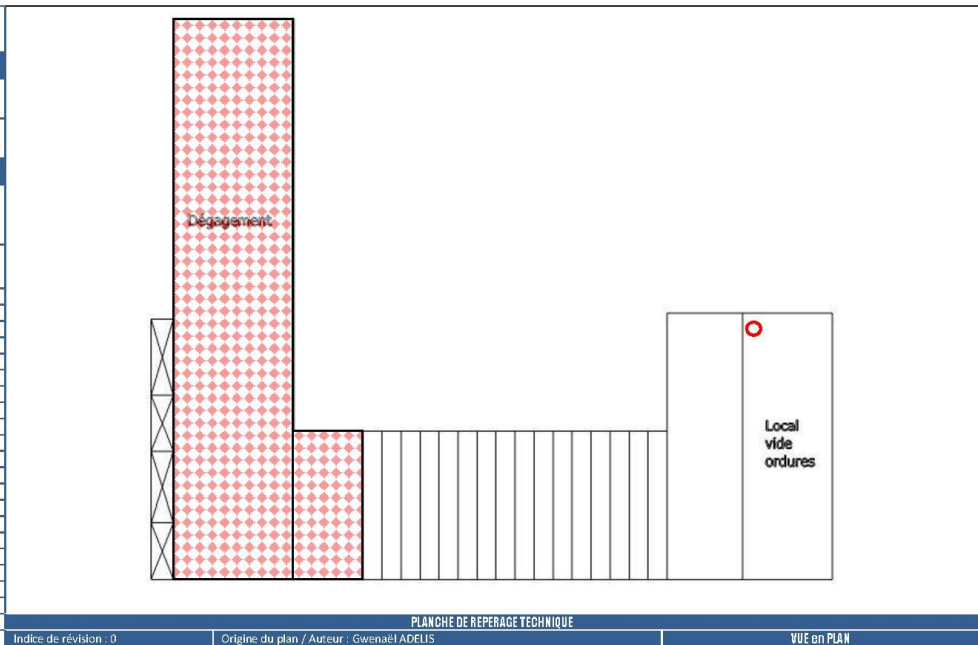 Dégagement
Local
vide
ordures
PLANCHE DE REPERAGE TECHNIQUE
Indice de révision : 0
Origine du plan / Auteur : Gwenaël ADELIS
VUE en PLAN